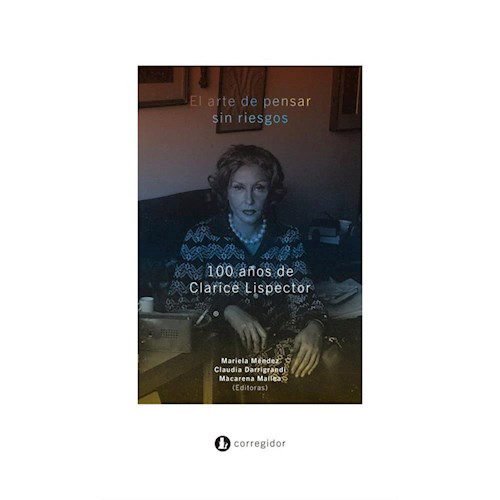 El arte de pensar
sin riesgos
100 años de
Clarice Lispector
Mariela Méndez
Claudia Darrigrandi
Macarena Mallea
(Editoras)
corregidor